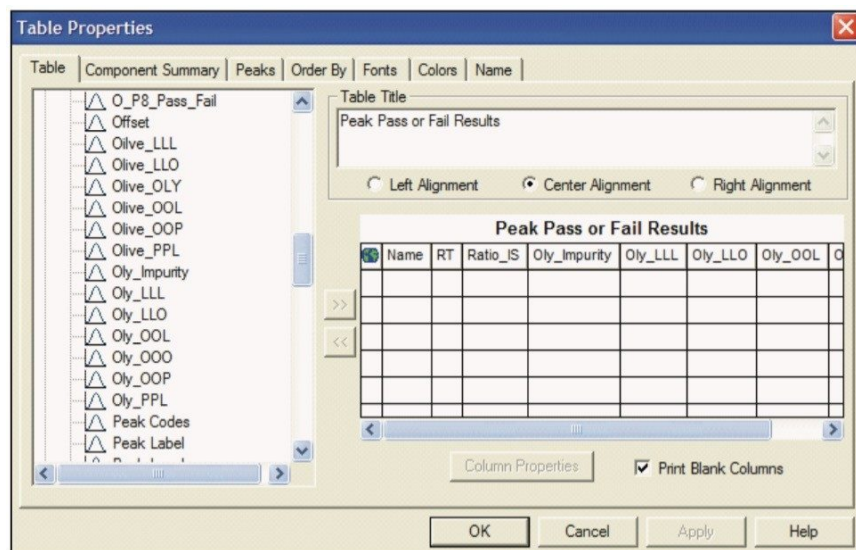 Table Properties
Table
Component Summary
Peaks
Order By
Fonts
Colors
Name
O_P8_Pass_Fail
Offset
Oilve_LLL
Olive_LLO
Olive_OLY
Olive_OOL
Olive_OOP
Olive_PPL
Oly_Impurity
Oly_LLL
Oly_LLO
Oly_OOL
Oly_OOO
Oly_OOP
Oly_PPL
Peak Codes
Peak Label
Table Title
Peak Pass or Fail Results
Left Alignment
Center Alignment
Right Alignment
>>
<<
Peak Pass or Fail Results
Name RT Ratio_IS Oly_Impurity Oly_LLL Oly_LLO Oly_OOL O
Column Properties
Print Blank Columns
OK
Cancel
Apply
Help